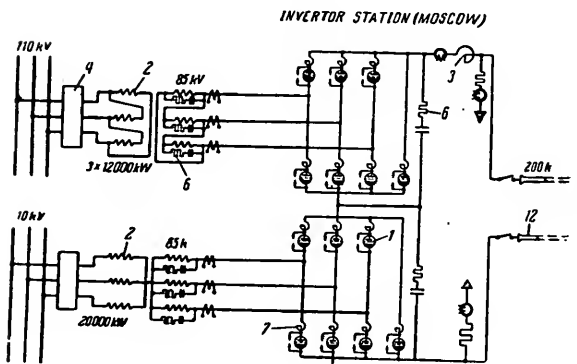 INVERTOR STATION (MOSCOW)
110 kV
4
2
85 kV
3
6
3 × 12000 kW
6
200 k
10 kV
2
85 k
1
12
20000 kW
7